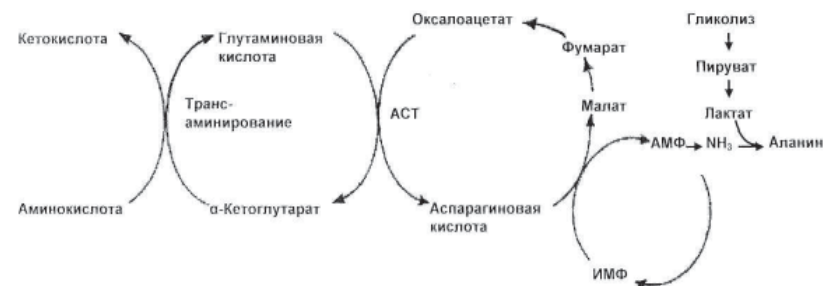 Кетокислота
Глутаминовая
кислота
Оксалоацетат
Фумарат
Гликолиз
Пируват
Транс-
аминирование
АСТ
Малат
Лактат
АМФ
NH₃
Аланин
Аминокислота
α-Кетоглутарат
Аспарагиновая
кислота
ИМФ